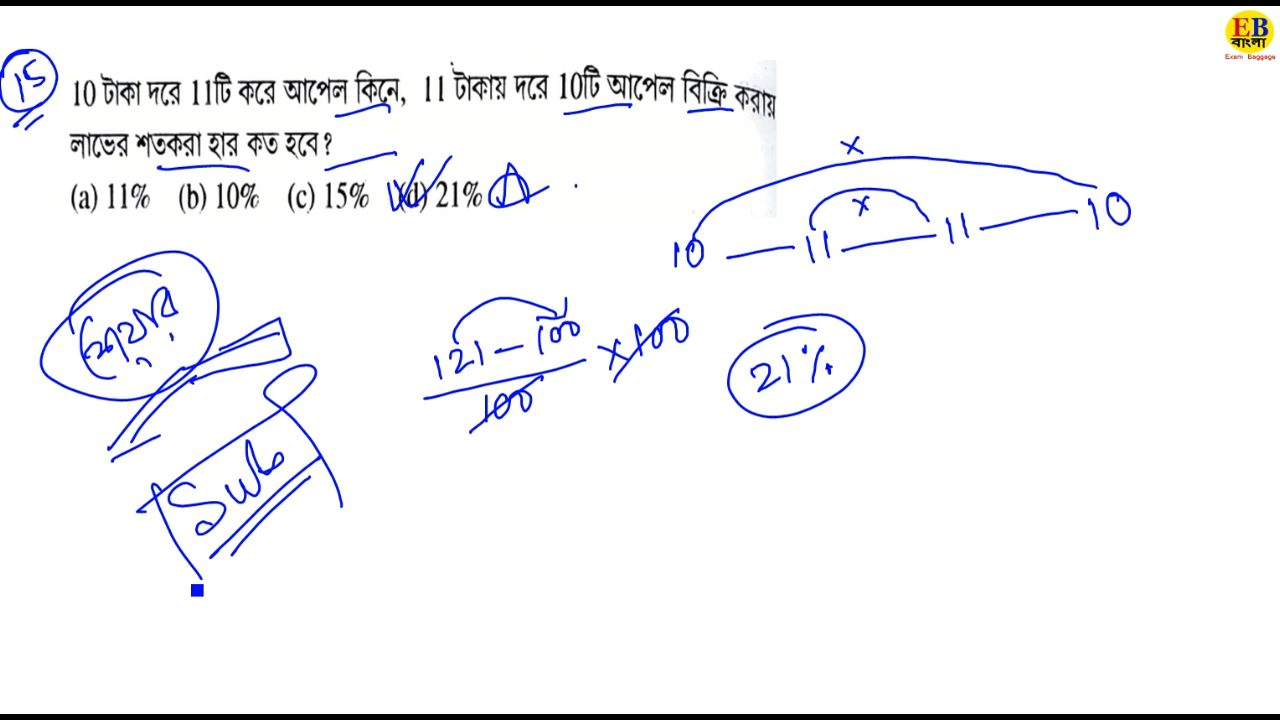 EB
বাংলা
Exam Baggage
15
10 টাকা দরে 11টি করে আপেল কিনে, 11 টাকায় দরে 10টি আপেল বিক্রি করায়
লাভের শতকরা হার কত হবে?
(a) 11% (b) 10% (c) 15% (d) 21% A
x
x
10 — 11 — 11 — 10
শেয়ার
121 - 100
100
x 100
21%
Sub